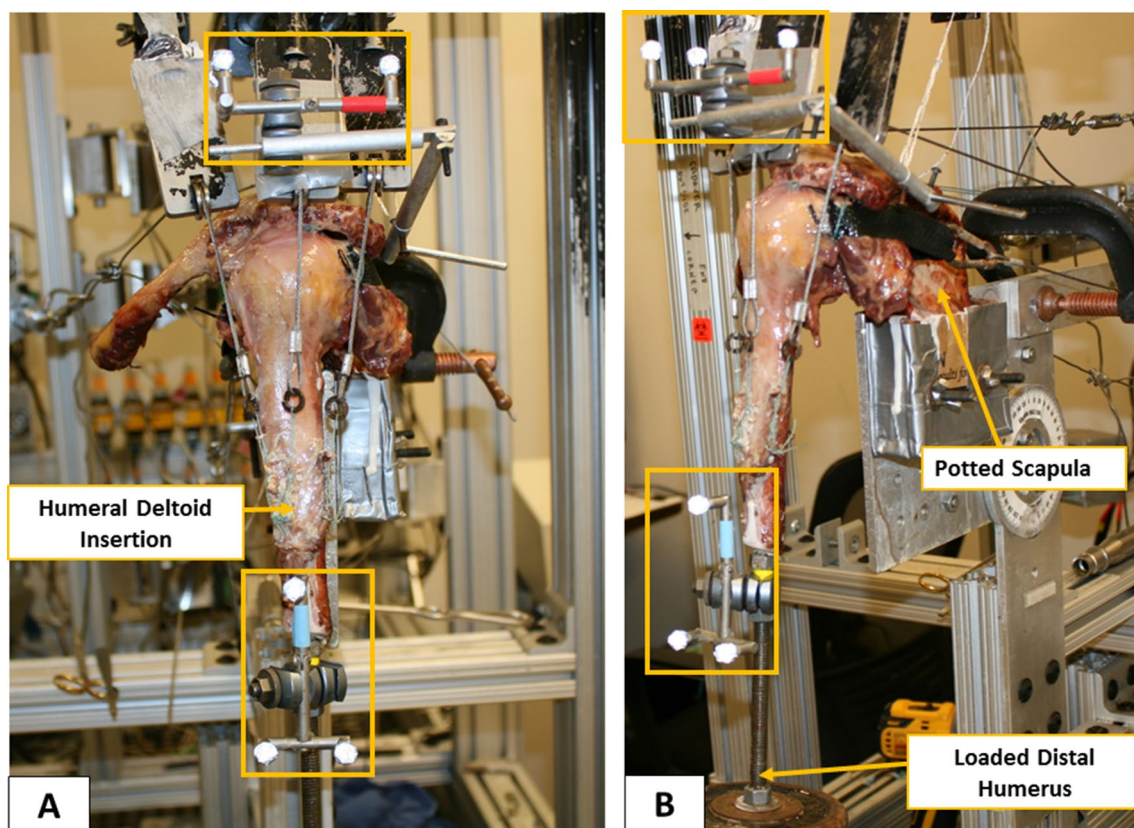 Humeral Deltoid
Insertion
A
Potted Scapula
Loaded Distal
Humerus
B